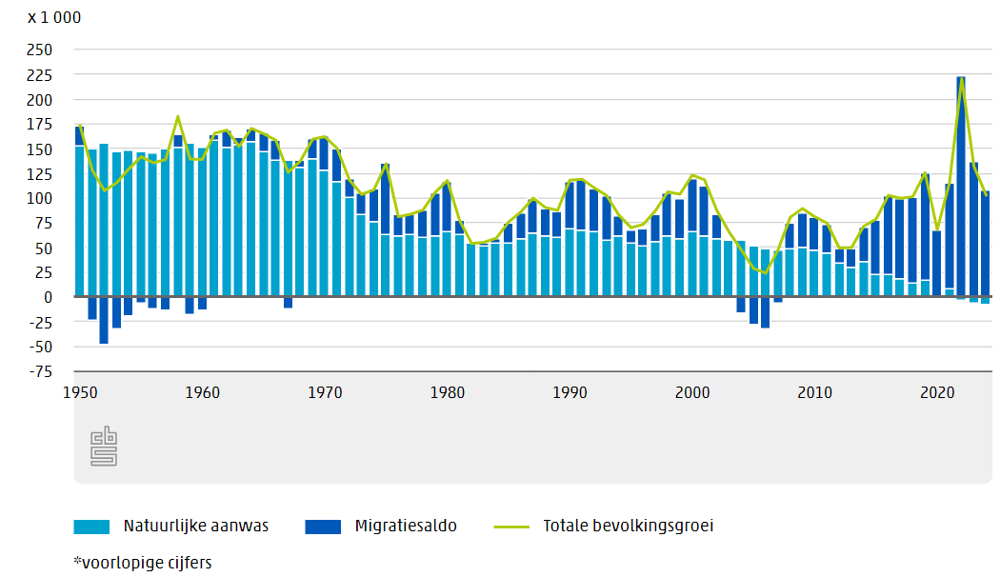 x 1 000
250
225
200
175
150
125
100
75
50
25
0
-25
-50
-75
1950 1960 1970 1980 1990 2000 2010 2020
cbs
Natuurlijke aanwas Migratiesaldo Totale bevolkingsgroei
*voorlopige cijfers